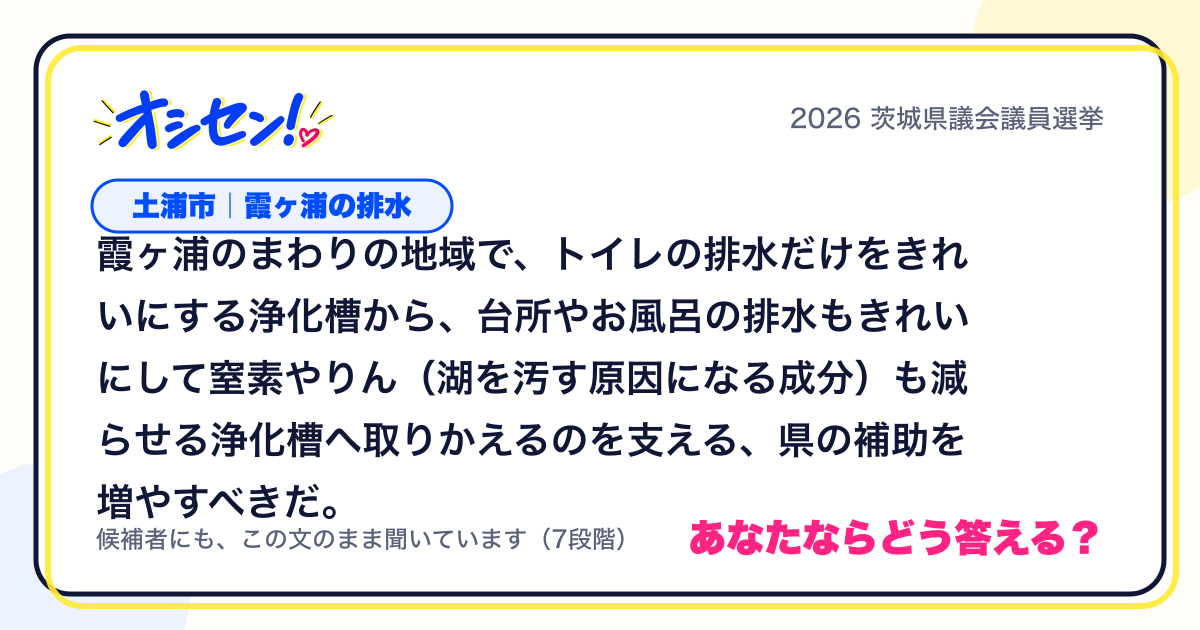 オシセン!
2026 茨城県議会議員選挙
土浦市｜霞ヶ浦の排水
霞ヶ浦のまわりの地域で、トイレの排水だけをきれ
いにする浄化槽から、台所やお風呂の排水もきれい
にして窒素やりん（湖を汚す原因になる成分）も減
らせる浄化槽へ取りかえるのを支える、県の補助を
増やすべきだ。
候補者にも、この文のまま聞いています（7段階）
あなたならどう答える？